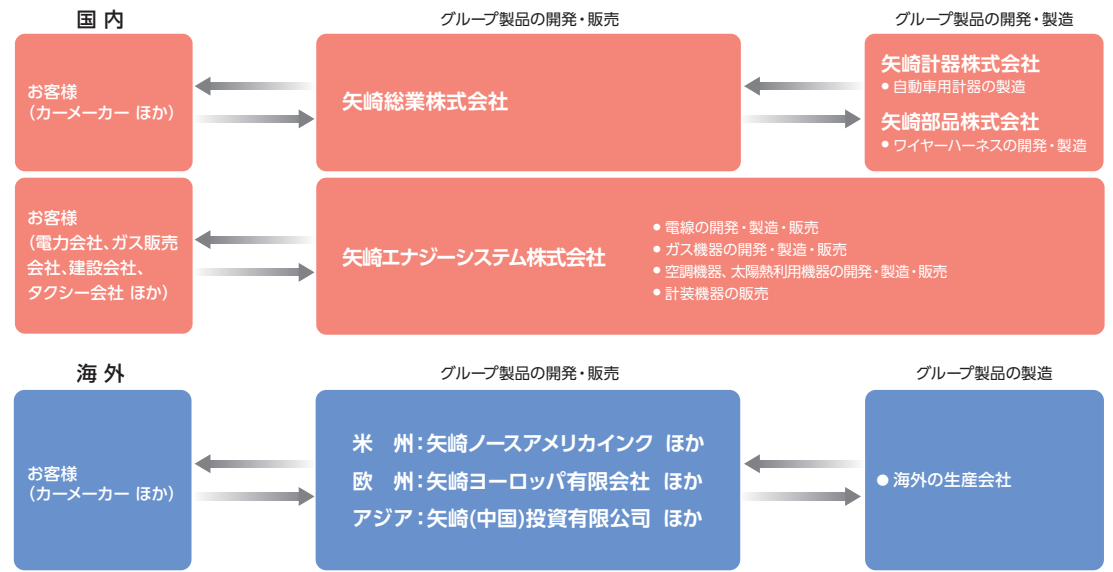 国 内
グループ製品の開発・販売
グループ製品の開発・製造
お客様
（カーメーカー ほか）
矢崎総業株式会社
矢崎計器株式会社
● 自動車用計器の製造
矢崎部品株式会社
● ワイヤーハーネスの開発・製造
お客様
（電力会社、ガス販売
会社、建設会社、
タクシー会社 ほか）
矢崎エナジーシステム株式会社
● 電線の開発・製造・販売
● ガス機器の開発・製造・販売
● 空調機器、太陽熱利用機器の開発・製造・販売
● 計装機器の販売
海 外
グループ製品の開発・販売
グループ製品の製造
お客様
（カーメーカー ほか）
米　州：矢崎ノースアメリカインク ほか
欧　州：矢崎ヨーロッパ有限会社 ほか
アジア：矢崎(中国)投資有限公司 ほか
● 海外の生産会社